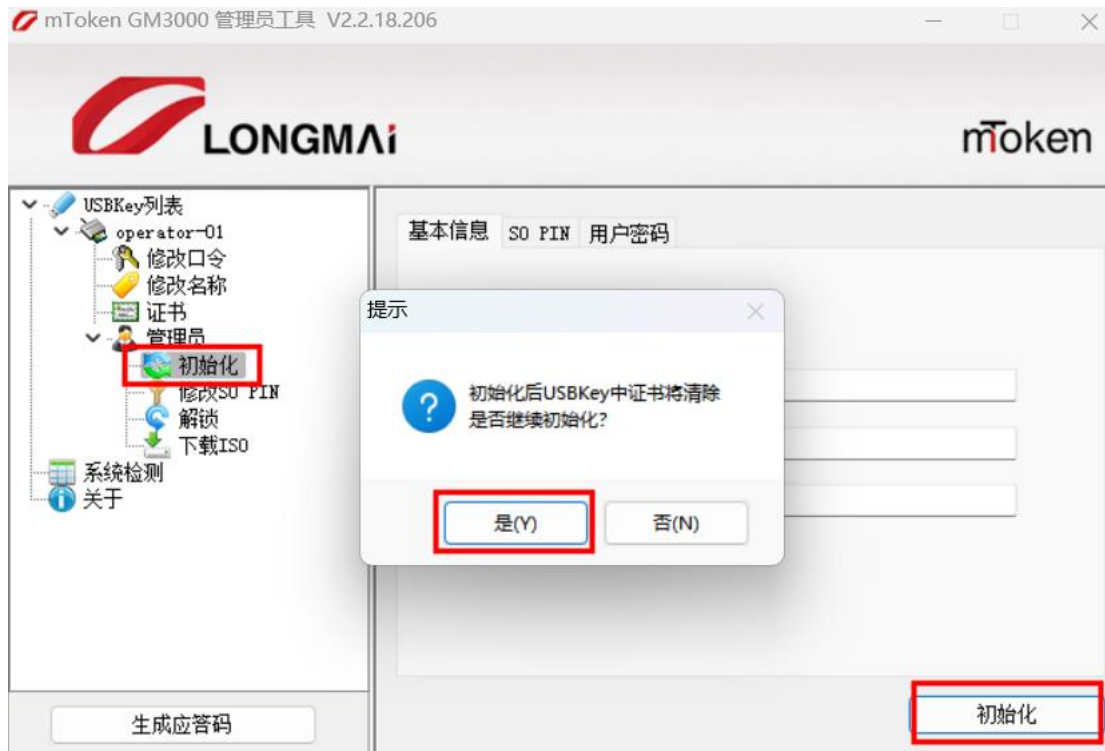 mToken GM3000 管理员工具 V2.2.18.206
LONGMAi
mToken
USBKey列表
operator-01
修改口令
修改名称
证书
管理员
初始化
修改SO PIN
解锁
下载ISO
系统检测
关于
生成应答码
基本信息 SO PIN 用户密码
提示
初始化后USBKey中证书将清除
是否继续初始化?
是(Y) 否(N)
初始化